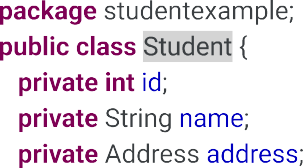 package studentexample;
public class Student {
private int id;
private String name;
private Address address;